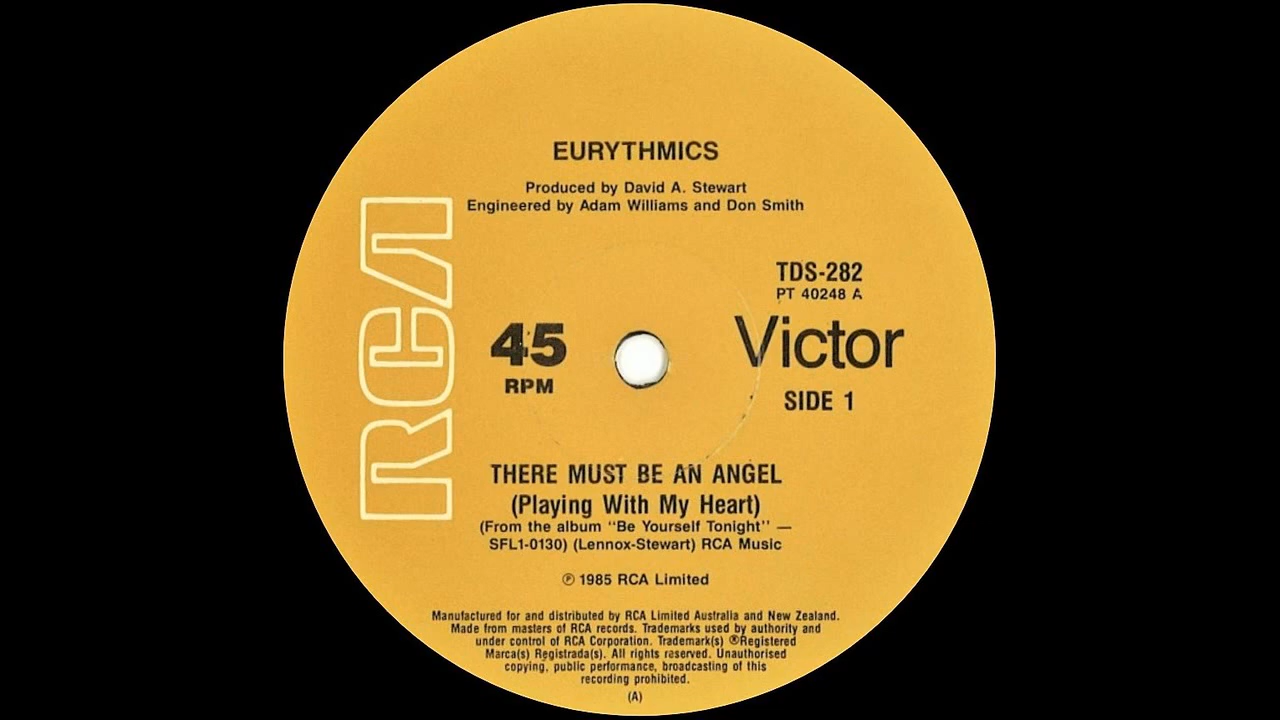 EURYTHMICS
Produced by David A. Stewart
Engineered by Adam Williams and Don Smith
RCA
TDS-282
PT 40248 A
45
RPM
Victor
SIDE 1
THERE MUST BE AN ANGEL
(Playing With My Heart)
(From the album "Be Yourself Tonight" —
SFL1-0130) (Lennox-Stewart) RCA Music
℗ 1985 RCA Limited
Manufactured for and distributed by RCA Limited Australia and New Zealand.
Made from masters of RCA records. Trademarks used by authority and
under control of RCA Corporation. Trademark(s) ®Registered
Marca(s) Registrada(s). All rights reserved. Unauthorised
copying, public performance, broadcasting of this
recording prohibited.
(A)